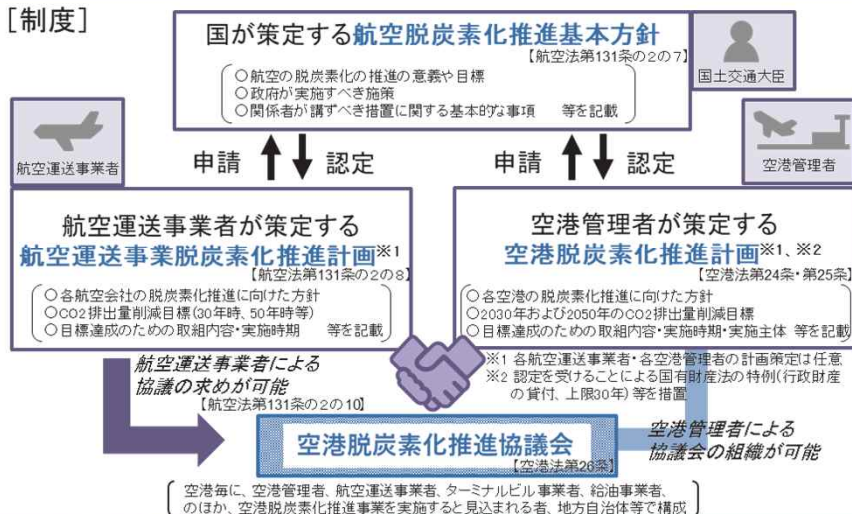 [制度]
国が策定する航空脱炭素化推進基本方針
【航空法第131条の2の7】
○航空の脱炭素化の推進の意義や目標
○政府が実施すべき施策
○関係者が講ずべき措置に関する基本的な事項 等を記載
国土交通大臣
航空運送事業者
申請
認定
申請
認定
空港管理者
航空運送事業者が策定する
航空運送事業脱炭素化推進計画※1
【航空法第131条の2の8】
○各航空会社の脱炭素化推進に向けた方針
○CO2排出量削減目標(30年時、50年時等)
○目標達成のための取組内容・実施時期 等を記載
空港管理者が策定する
空港脱炭素化推進計画※1、※2
【空港法第24条・第25条】
○各空港の脱炭素化推進に向けた方針
○2030年および2050年のCO2排出量削減目標
○目標達成のための取組内容・実施時期・実施主体 等を記載
航空運送事業者による
協議の求めが可能
【航空法第131条の2の10】
※1 各航空運送事業者・各空港管理者の計画策定は任意
※2 認定を受けることによる国有財産法の特例(行政財産
の貸付、上限30年)等を措置
空港脱炭素化推進協議会
【空港法第26条】
空港管理者による
協議会の組織が可能
空港毎に、空港管理者、航空運送事業者、ターミナルビル事業者、給油事業者、
のほか、空港脱炭素化推進事業を実施すると見込まれる者、地方自治体等で構成